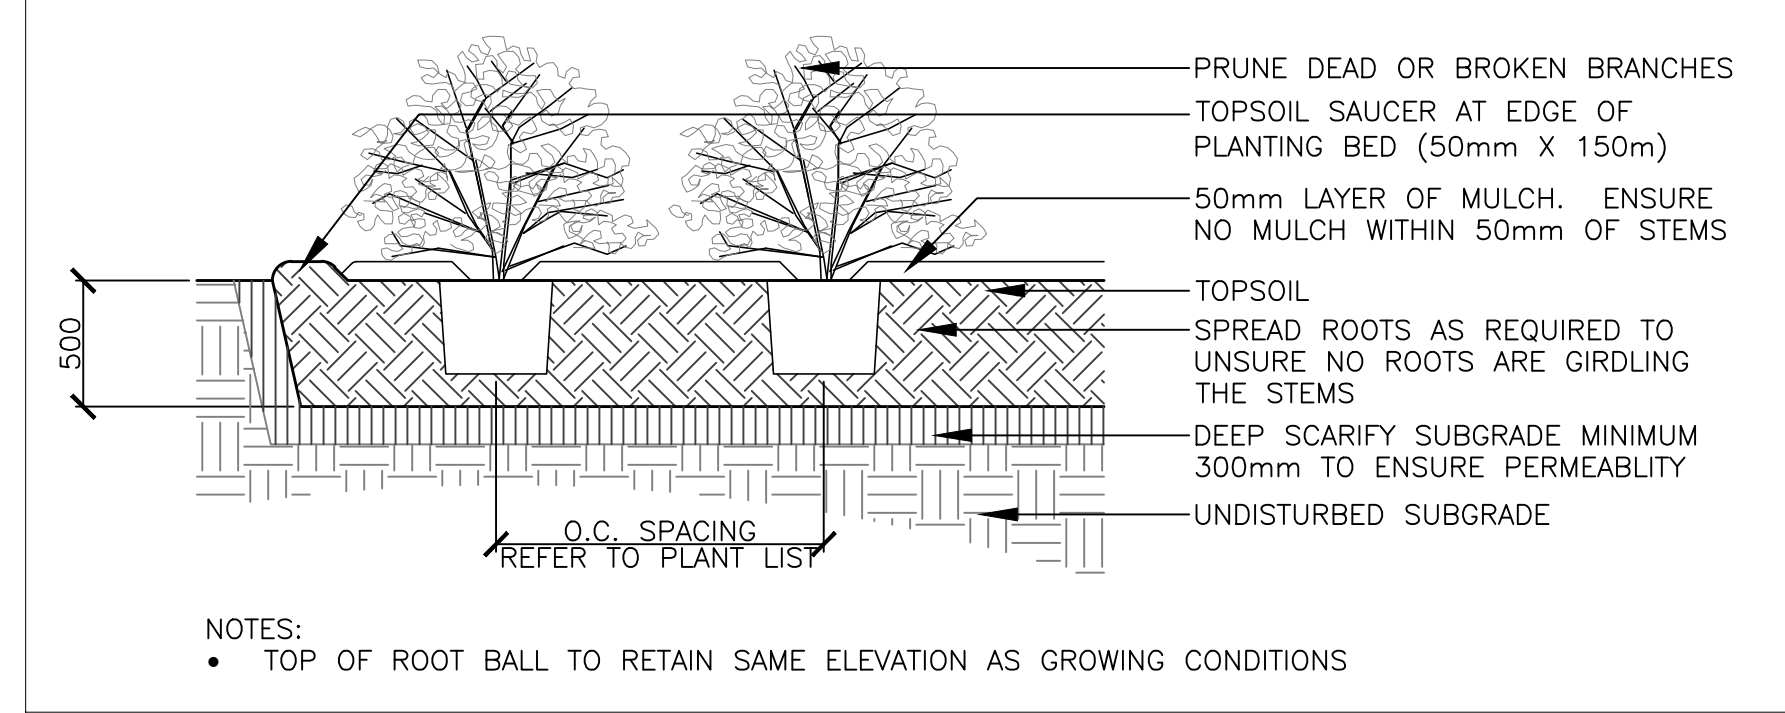 PRUNE DEAD OR BROKEN BRANCHES
TOPSOIL SAUCER AT EDGE OF
PLANTING BED (50mm X 150m)
50mm LAYER OF MULCH. ENSURE
NO MULCH WITHIN 50mm OF STEMS
TOPSOIL
SPREAD ROOTS AS REQUIRED TO
UNSURE NO ROOTS ARE GIRDLING
THE STEMS
DEEP SCARIFY SUBGRADE MINIMUM
300mm TO ENSURE PERMEABLITY
UNDISTURBED SUBGRADE
500
O.C. SPACING
REFER TO PLANT LIST
NOTES:
• TOP OF ROOT BALL TO RETAIN SAME ELEVATION AS GROWING CONDITIONS